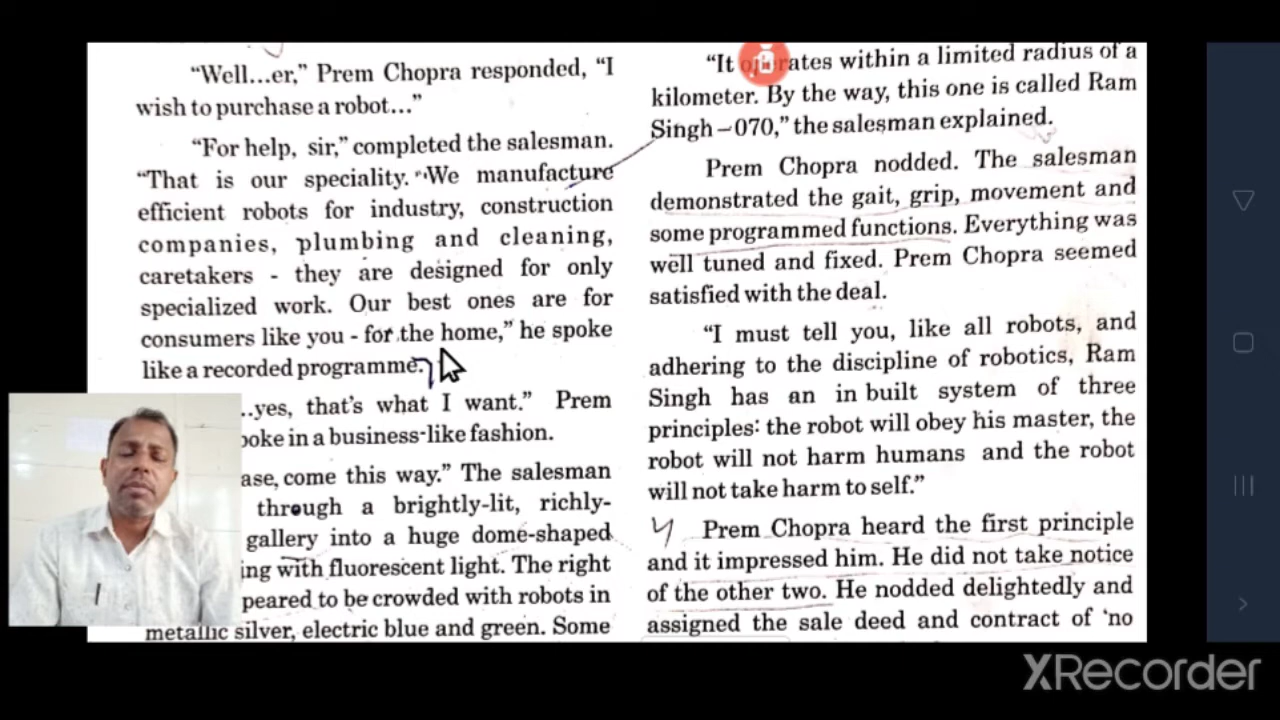 “Well...er,” Prem Chopra responded, “I
wish to purchase a robot...”
“For help, sir,” completed the salesman.
“That is our speciality. “We manufacture
efficient robots for industry, construction
companies, plumbing and cleaning,
caretakers - they are designed for only
specialized work. Our best ones are for
consumers like you - for the home,” he spoke
like a recorded programme.
..yes, that’s what I want.” Prem
oke in a business-like fashion.
ase, come this way.” The salesman
through a brightly-lit, richly-
gallery into a huge dome-shaped
ing with fluorescent light. The right
peared to be crowded with robots in
metallic silver, electric blue and green. Some
“It operates within a limited radius of a
kilometer. By the way, this one is called Ram
Singh – 070,” the salesman explained.
Prem Chopra nodded. The salesman
demonstrated the gait, grip, movement and
some programmed functions. Everything was
well tuned and fixed. Prem Chopra seemed
satisfied with the deal.
“I must tell you, like all robots, and
adhering to the discipline of robotics, Ram
Singh has an in built system of three
principles: the robot will obey his master, the
robot will not harm humans and the robot
will not take harm to self.”
Prem Chopra heard the first principle
and it impressed him. He did not take notice
of the other two. He nodded delightedly and
assigned the sale deed and contract of ‘no
XRecorder